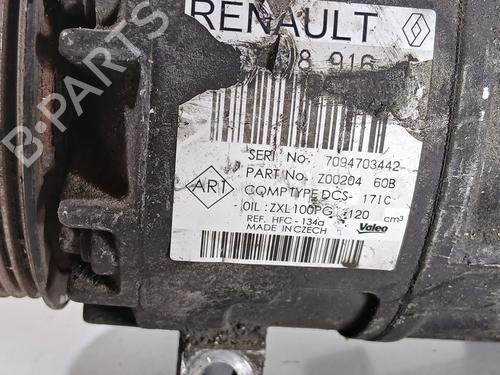 RENAULT
8 916
SERI No: 7094703442
PART No. Z00204 60B
COMPTYPE DCS- 171C
OIL : ZXL100PG 120 cm³
REF. HFC - 134a
MADE IN CZECH Valeo
ART
B-PARTS